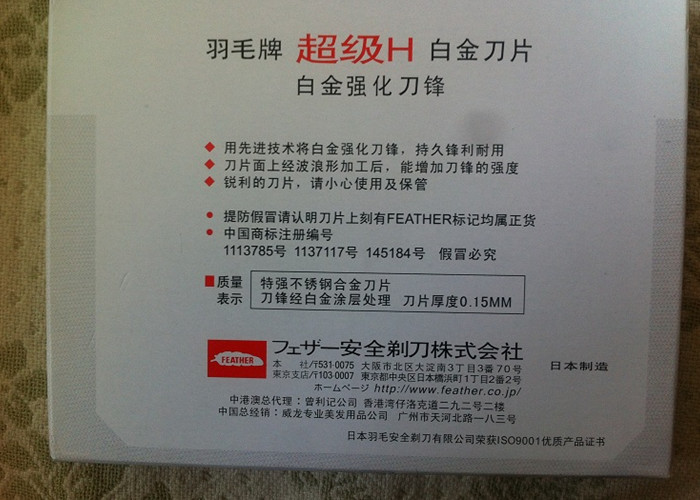 羽毛牌 超级H 白金刀片
白金强化刀锋
◆ 用先进技术将白金强化刀锋，持久锋利耐用
◆ 刀片面上经波浪形加工后，能增加刀锋的强度
◆ 锐利的刀片，请小心使用及保管
● 提防假冒请认明刀片上刻有FEATHER标记均属正货
● 中国商标注册编号
1113785号 1137117号 145184号 假冒必究
■质量 特强不锈钢合金刀片
表示 刀锋经白金涂层处理 刀片厚度0.15MM
FEATHER フェザー安全剃刀株式会社
本 社/〒531-0075 大阪市北区大淀南3丁目3番70号 日本制造
東京支店/〒103-0007 東京都中央区日本橋浜町1丁目2番2号
ホームページ http://www.feather.co.jp/
中港澳总代理：曾利记公司 香港湾仔洛克道二九二号二楼
中国总经销：威龙专业美发用品公司 广州市天河北路一八三号
日本羽毛安全剃刀有限公司荣获ISO9001优质产品证书